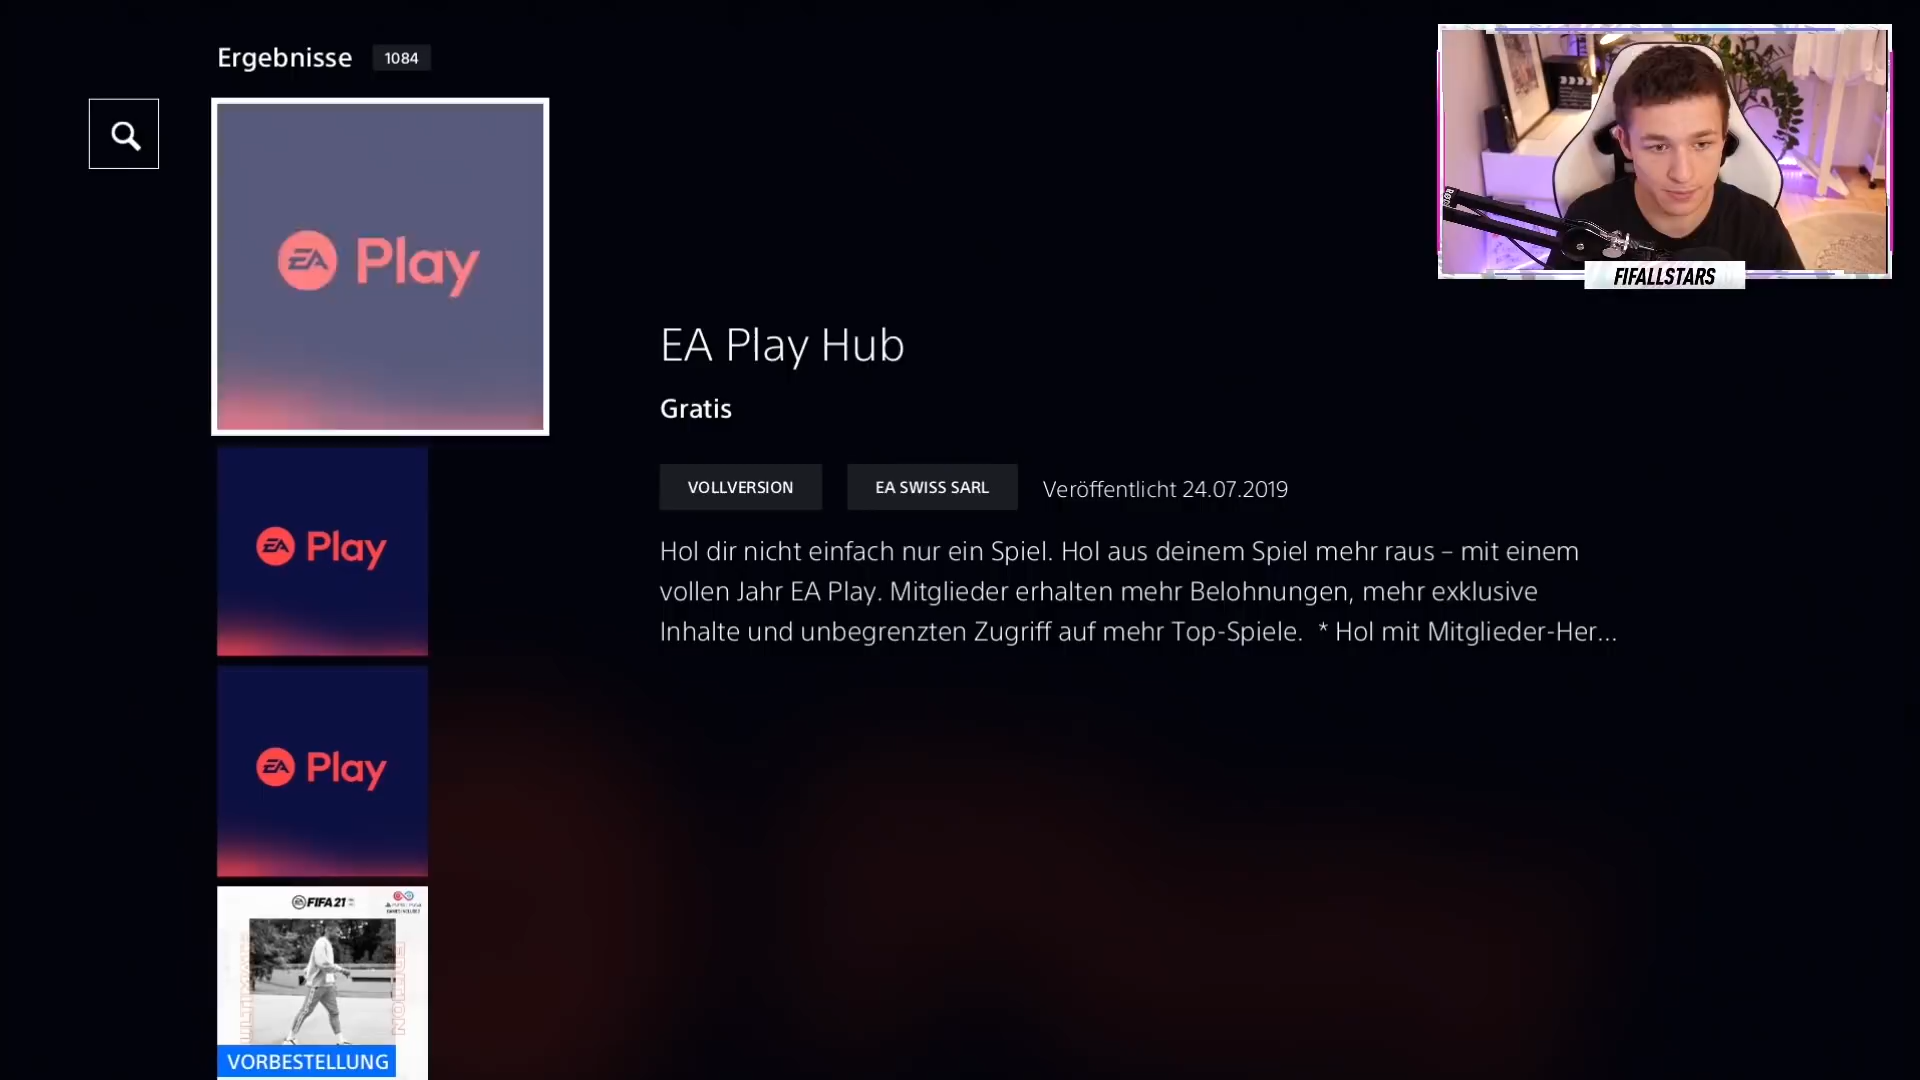 Ergebnisse 1084
EA Play
EA Play Hub
Gratis
VOLLVERSION EA SWISS SARL Veröffentlicht 24.07.2019
Hol dir nicht einfach nur ein Spiel. Hol aus deinem Spiel mehr raus – mit einem
vollen Jahr EA Play. Mitglieder erhalten mehr Belohnungen, mehr exklusive
Inhalte und unbegrenzten Zugriff auf mehr Top-Spiele. * Hol mit Mitglieder-Her...
EA Play
EA Play
EA FIFA 21
EDITION
VORBESTELLUNG
FIFALLSTARS